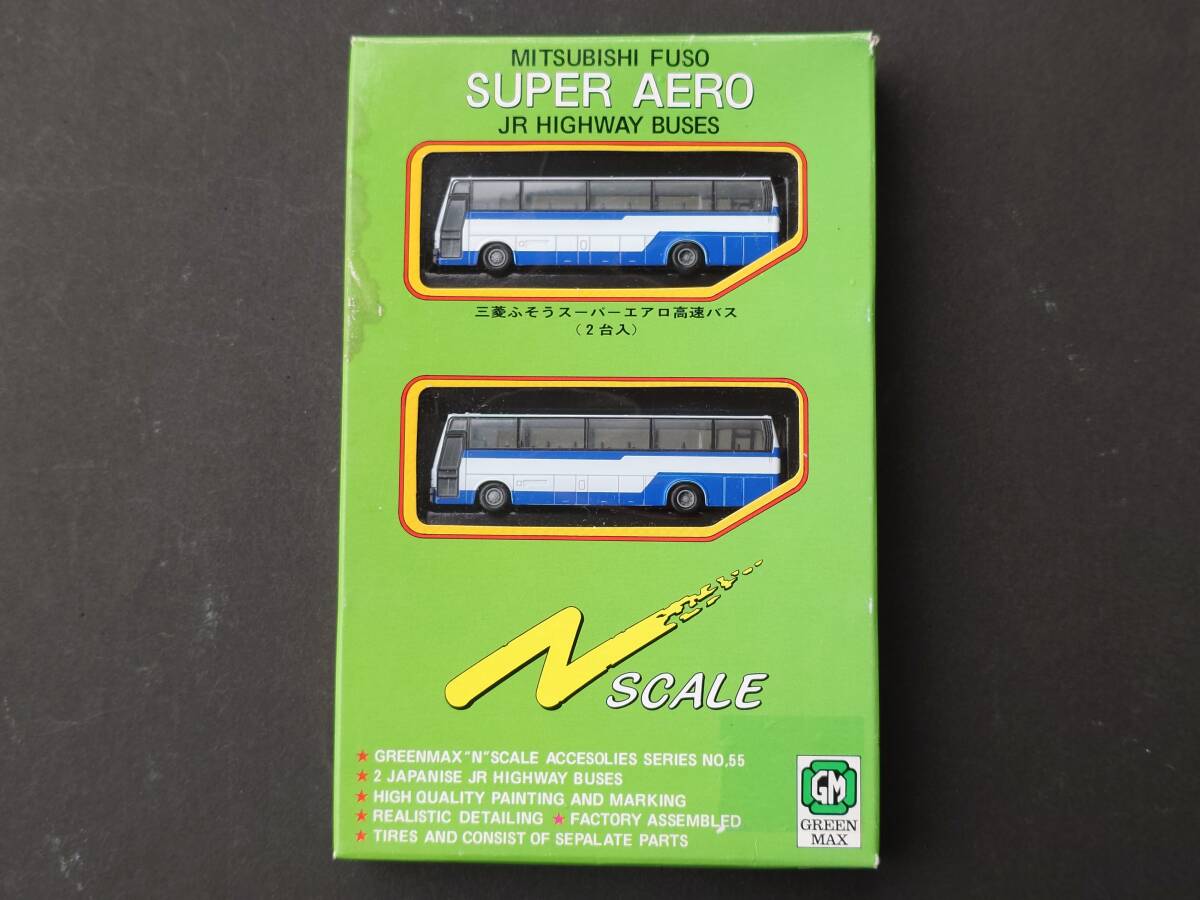 MITSUBISHI FUSO
SUPER AERO
JR HIGHWAY BUSES
三菱ふそうスーパーエアロ高速バス
(2台入)
N SCALE
★ GREENMAX "N" SCALE ACCESOLIES SERIES NO,55
★ 2 JAPANISE JR HIGHWAY BUSES
★ HIGH QUALITY PAINTING AND MARKING
★ REALISTIC DETAILING ★ FACTORY ASSEMBLED
★ TIRES AND CONSIST OF SEPALATE PARTS
GM
GREEN
MAX